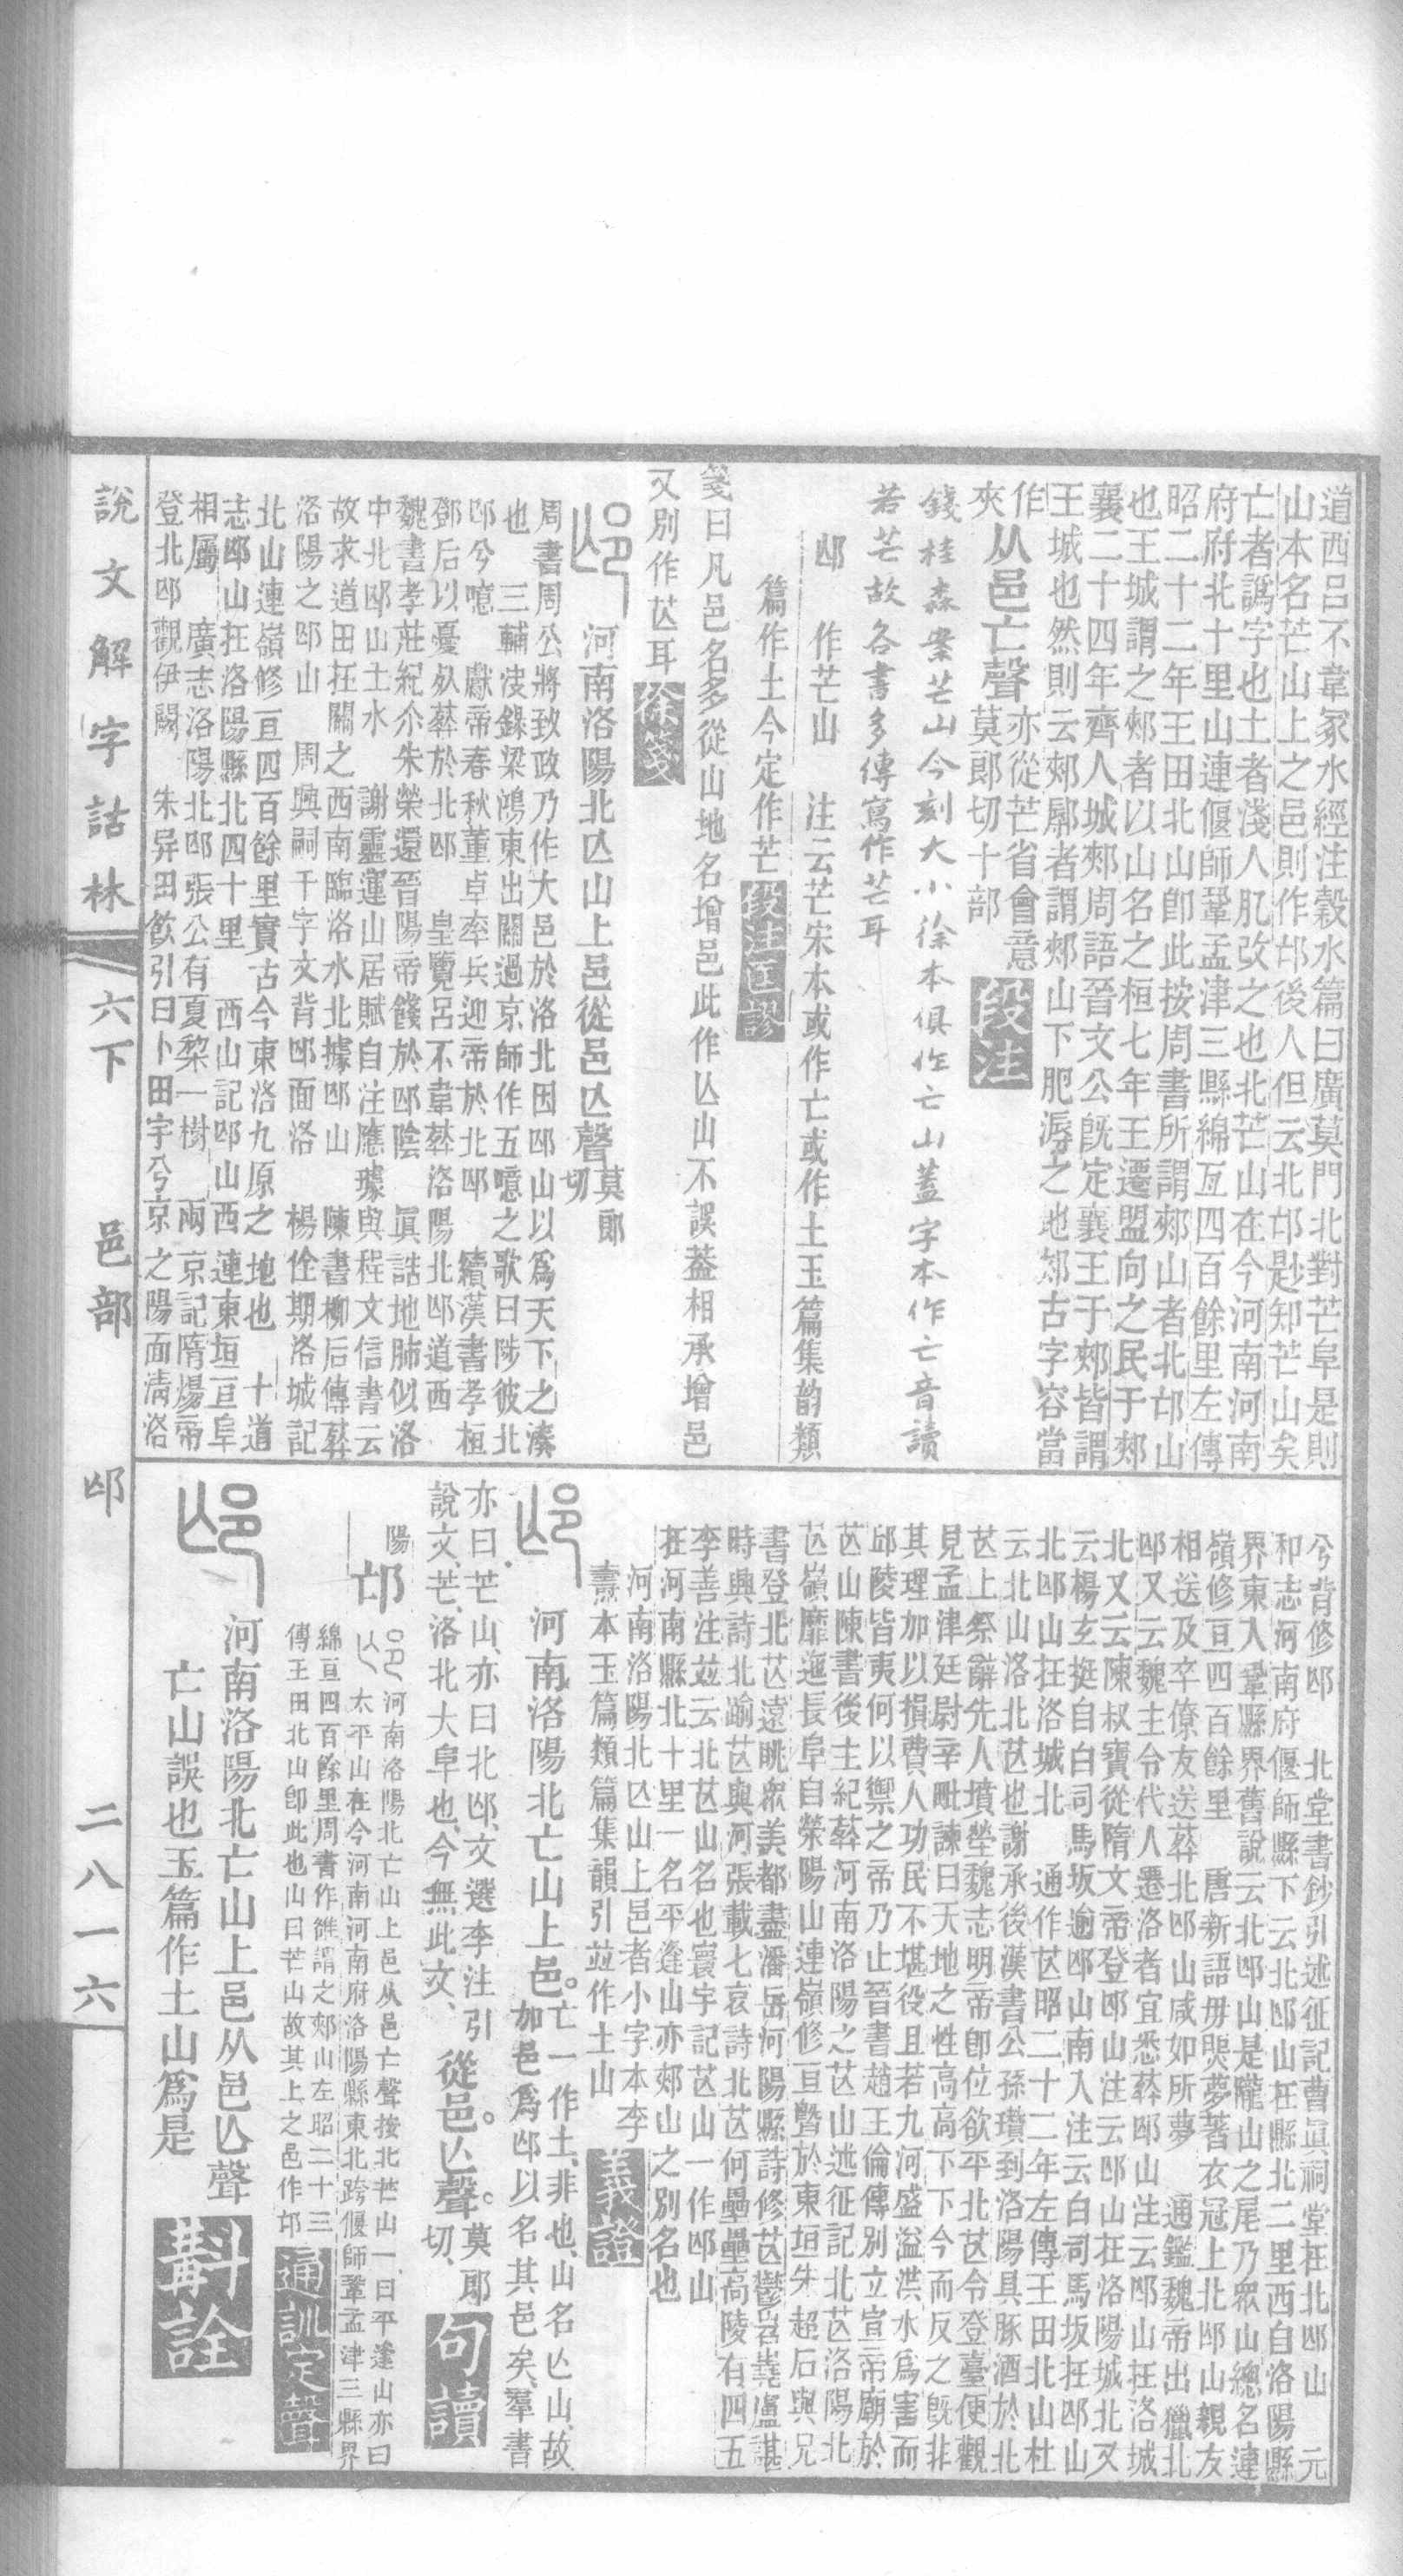 道西呂不韋冢水經注穀水篇曰廣莫門北對芒阜是則
山本名芒山山上之邑則作邙後人但云北邙尟知芒山矣
亡者譌字也土者淺人肊改之也北芒山在今河南河南
府府北十里山連偃師鞏孟津三縣綿亙四百餘里左傳
昭二十二年王田北山卽此按周書所謂郟山者北邙山
也王城謂之郟者以山名之桓七年王遷盟向之民于郟
襄二十四年齊人城郟周語晉文公旣定襄王于郟皆謂
王城也然則云郟鄏者謂郟山下肥溽之地郟古字容當
作夾从邑亡聲亦從芒省會意莫郎切十部段注
錢桂森案芒山今刻大小徐本俱作亡山蓋字本作亡音讀
若芒故各書多傳寫作芒耳
邙 作芒山 注云芒宋本或作亡或作土玉篇集韵類
篇作土今定作芒段注匡謬
箋曰凡邑名多從山地名增邑此作亾山不誤葢相承增邑
又別作𦬆耳徐箋
河南洛陽北亾山上邑從邑亾聲莫郎切
周書周公將致政乃作大邑於洛北因邙山以爲天下之湊
也 三輔決錄梁鴻東出關過京師作五噫之歌曰陟彼北
邙兮噫 獻帝春秋董卓率兵迎帝於北邙 續漢書孝桓
鄧后以憂死葬於北邙 皇覽呂不韋葬洛陽北邙道西
魏書孝莊紀尒朱榮還晉陽帝餞於邙陰 眞誥地肺似洛
中北邙山土水 謝靈運山居賦自注應璩與程文信書云
故求道田在關之西南臨洛水北據邙山 陳書柳后傳葬
洛陽之邙山 周興嗣千字文背邙面洛 楊佺期洛城記
北山連嶺修亘四百餘里實古今東洛九原之地也 十道
志邙山在洛陽縣北四十里 西山記邙山西連東垣亘阜
相屬 廣志洛陽北邙張公有夏棃一樹 兩京記隋煬帝
登北邙觀伊闕 朱异田飮引曰卜田宇兮京之陽面淸洛
兮背修邙 北堂書鈔引述征記曹眞祠堂在北邙山 元
和志河南府偃師縣下云北邙山在縣北二里西自洛陽縣
界東入鞏縣界舊說云北邙山是隴山之尾乃眾山總名連
嶺修亘四百餘里 唐新語毋煚夢著衣冠上北邙山親友
相送及卒僚友送葬北邙山咸如所夢 通鑑魏帝出獵北
邙又云魏主令代人遷洛者宜悉葬邙山注云邙山在洛城
北又云陳叔寶從隋文帝登邙山注云邙山在洛陽城北又
云楊玄挺自白司馬坂逾邙山南入注云白司馬坂在邙山
北邙山在洛城北 通作𦬆昭二十二年左傳王田北山杜
云北山洛北𦬆也謝承後漢書公孫瓚到洛陽具豚酒於北
𦬆上祭辭先人墳塋魏志明帝卽位欲平北𦬆令登臺便觀
見孟津廷尉辛毗諫曰天地之性高高下下今而反之旣非
其理加以損費人功民不堪役且若九河盛溢洪水爲害而
邱陵皆夷何以禦之帝乃止晉書趙王倫傳別立宣帝廟於
𦬆山陳書後主紀葬河南洛陽之𦬆山述征記北𦬆洛陽北
𦬆嶺靡迤長阜自榮陽山連嶺修亘曁於東垣朱超石與兄
書登北𦬆遠眺眾美都盡潘岳河陽縣詩修𦬆鬱岧嶤盧諶
時興詩北踰𦬆與河張載七哀詩北𦬆何壘壘高陵有四五
李善注竝云北𦬆山名也寰宇記𦬆山一作邙山
在河南縣北十里一名平逢山亦郟山之別名也
河南洛陽北亾山上邑者小字本李
燾本玉篇類篇集韻引竝作土山義證
河南洛陽北亡山上邑。亡一作土、非也、山名亾山、故加邑爲邙以名其邑矣、羣書
亦曰芒山、亦曰北邙、文選李注引說文、芒、洛北大阜也、今無此文、從邑。亾聲。莫郎切、句讀
邙 河南洛陽北亡山上邑从邑亡聲按北芒山一曰平逢山亦曰
太平山在今河南河南府洛陽縣東北跨偃師鞏孟津三縣界
綿亘四百餘里周書作雒謂之郟山左昭二十三
傳王田北山卽此也山曰芒山故其上之邑作邙通訓定聲
陽
河南洛陽北亡山上邑从邑亾聲
亡山誤也玉篇作土山爲是斠詮
說文解字詁林 六下 邑部 邙 二八一六